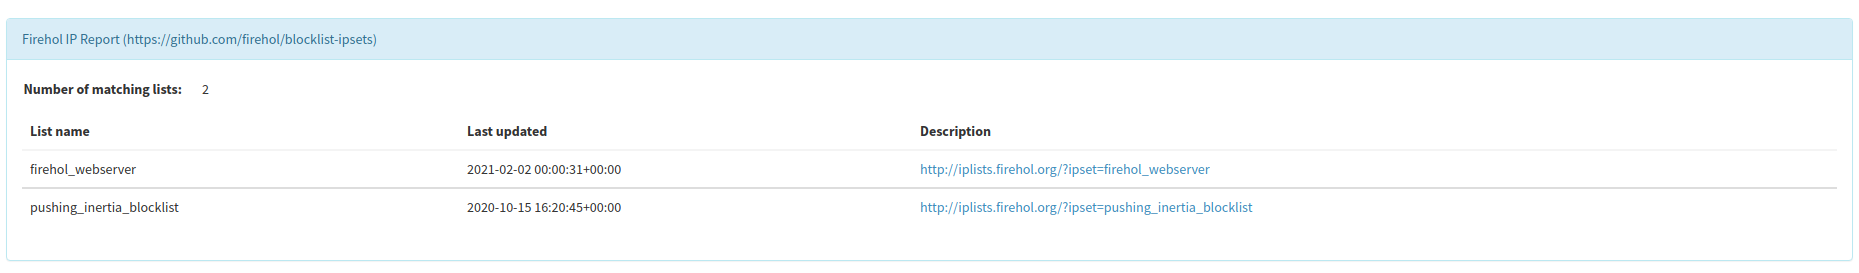 Firehol IP Report (https://github.com/firehol/blocklist-ipsets)
Number of matching lists: 2
List name Last updated Description
firehol_webserver 2021-02-02 00:00:31+00:00 http://iplists.firehol.org/?ipset=firehol_webserver
pushing_inertia_blocklist 2020-10-15 16:20:45+00:00 http://iplists.firehol.org/?ipset=pushing_inertia_blocklist